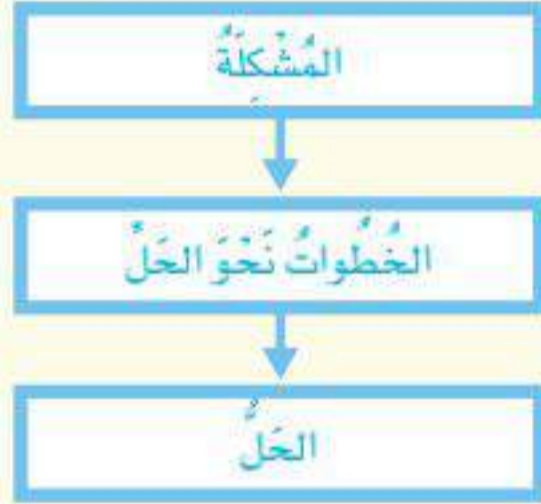 المُشْكِلَةُ
الخُطُواتُ نَحْوَ الحَلِّ
الحَلُّ